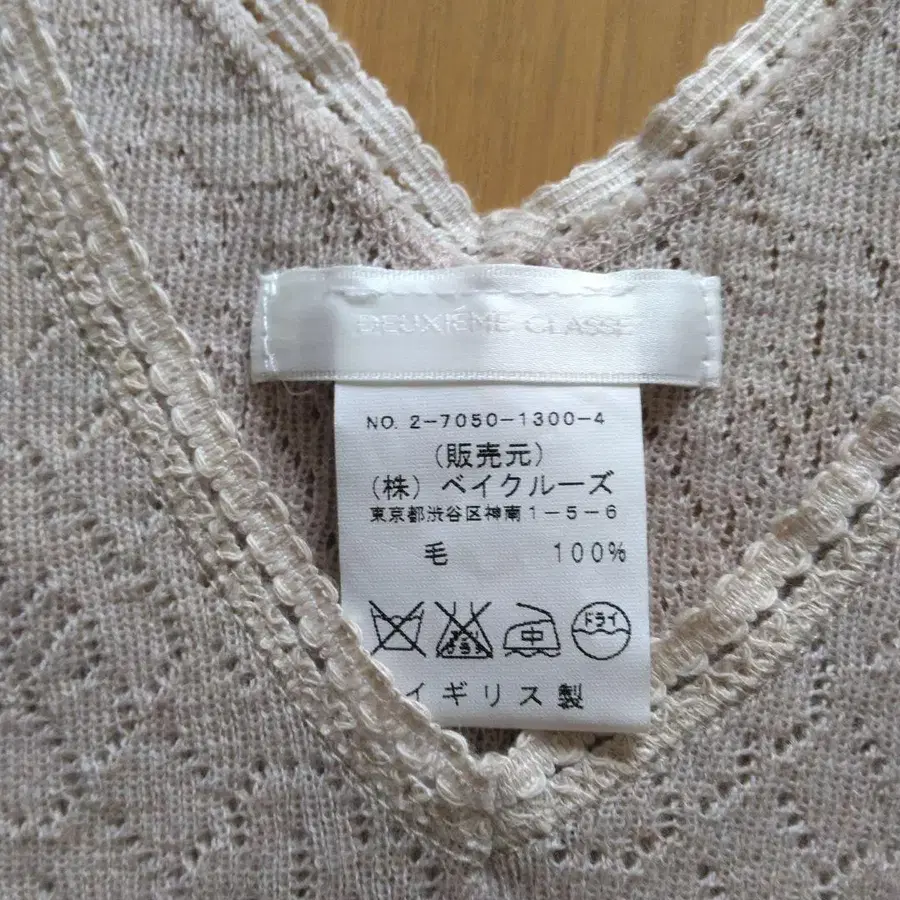 DEUXIEME CLASSE
NO. 2-7050-1300-4
(販売元)
(株) ベイクルーズ
東京都渋谷区神南1-5-6
毛 100%
中 ドライ
イギリス製